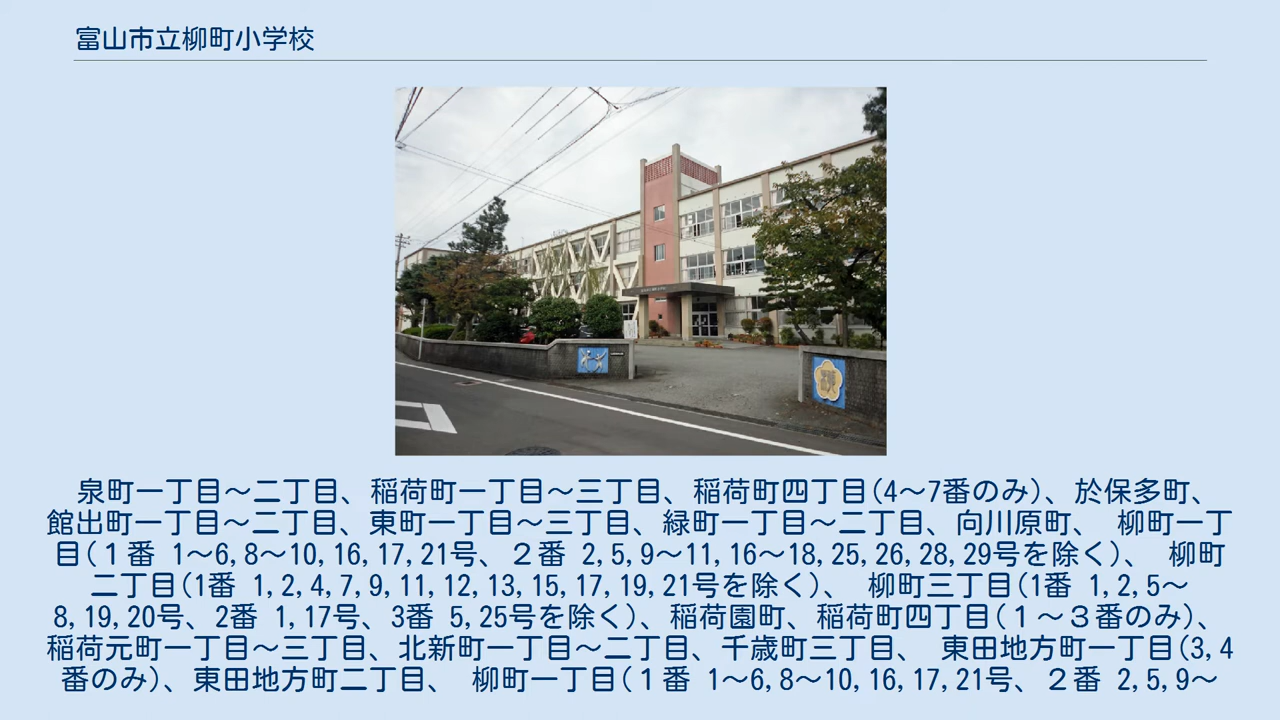 富山市立柳町小学校
泉町一丁目～二丁目、稲荷町一丁目～三丁目、稲荷町四丁目(4～7番のみ)、於保多町、
館出町一丁目～二丁目、東町一丁目～三丁目、緑町一丁目～二丁目、向川原町、 柳町一丁
目(１番 1～6,8～10,16,17,21号、２番 2,5,9～11,16～18,25,26,28,29号を除く)、 柳町
二丁目(1番 1,2,4,7,9,11,12,13,15,17,19,21号を除く)、 柳町三丁目(1番 1,2,5～
8,19,20号、2番 1,17号、3番 5,25号を除く)、稲荷園町、稲荷町四丁目(１～３番のみ)、
稲荷元町一丁目～三丁目、北新町一丁目～二丁目、千歳町三丁目、 東田地方町一丁目(3,4
番のみ)、東田地方町二丁目、 柳町一丁目(１番 1～6,8～10,16,17,21号、２番 2,5,9～